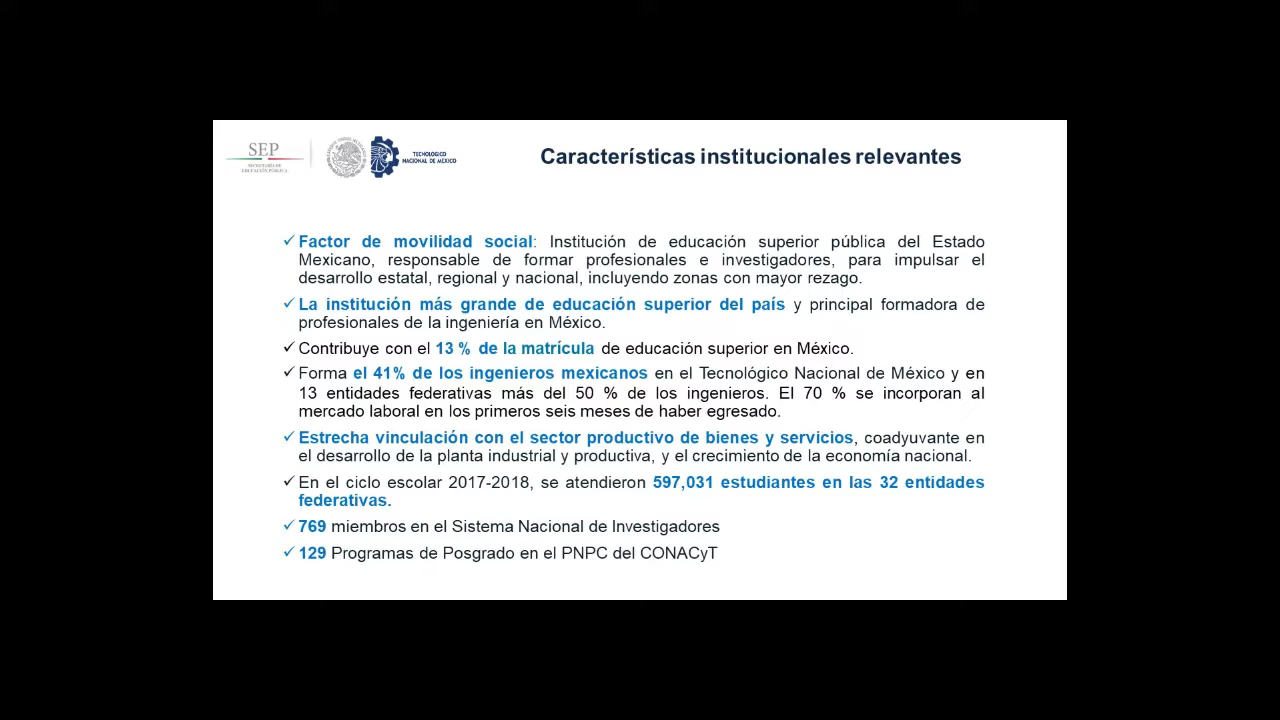 SEP
SECRETARÍA DE
EDUCACIÓN PÚBLICA
TECNOLÓGICO
NACIONAL DE MÉXICO
Características institucionales relevantes
✓Factor de movilidad social: Institución de educación superior pública del Estado
Mexicano, responsable de formar profesionales e investigadores, para impulsar el
desarrollo estatal, regional y nacional, incluyendo zonas con mayor rezago.
✓La institución más grande de educación superior del país y principal formadora de
profesionales de la ingeniería en México.
✓Contribuye con el 13 % de la matrícula de educación superior en México.
✓Forma el 41% de los ingenieros mexicanos en el Tecnológico Nacional de México y en
13 entidades federativas más del 50 % de los ingenieros. El 70 % se incorporan al
mercado laboral en los primeros seis meses de haber egresado.
✓Estrecha vinculación con el sector productivo de bienes y servicios, coadyuvante en
el desarrollo de la planta industrial y productiva, y el crecimiento de la economía nacional.
✓En el ciclo escolar 2017-2018, se atendieron 597,031 estudiantes en las 32 entidades
federativas.
✓769 miembros en el Sistema Nacional de Investigadores
✓129 Programas de Posgrado en el PNPC del CONACyT